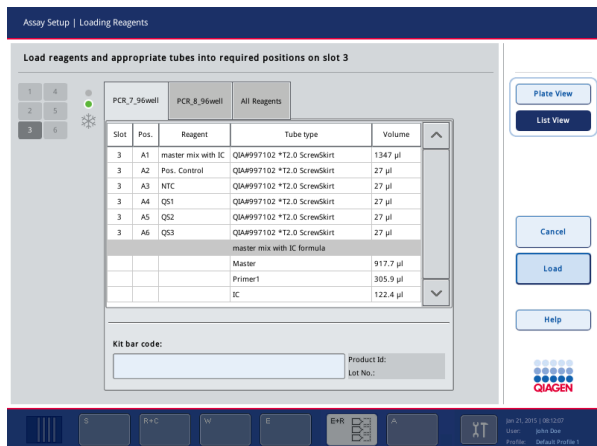 Assay Setup | Loading Reagents
Load reagents and appropriate tubes into required positions on slot 3
1 4
2 5
3 6
PCR_7_96well PCR_8_96well All Reagents
Slot Pos. Reagent Tube type Volume
3 A1 master mix with IC QIA#997102 *T2.0 ScrewSkirt 1347 µl
3 A2 Pos. Control QIA#997102 *T2.0 ScrewSkirt 27 µl
3 A3 NTC QIA#997102 *T2.0 ScrewSkirt 27 µl
3 A4 QS1 QIA#997102 *T2.0 ScrewSkirt 27 µl
3 A5 QS2 QIA#997102 *T2.0 ScrewSkirt 27 µl
3 A6 QS3 QIA#997102 *T2.0 ScrewSkirt 27 µl
master mix with IC formula
Master 917.7 µl
Primer1 305.9 µl
IC 122.4 µl
Kit bar code:
Product Id:
Lot No.:
Plate View
List View
Cancel
Load
Help
QIAGEN
S R+C W E E+R A
Jan 21, 2015 | 08:12:07
User: John Doe
Profile: Default Profile 1